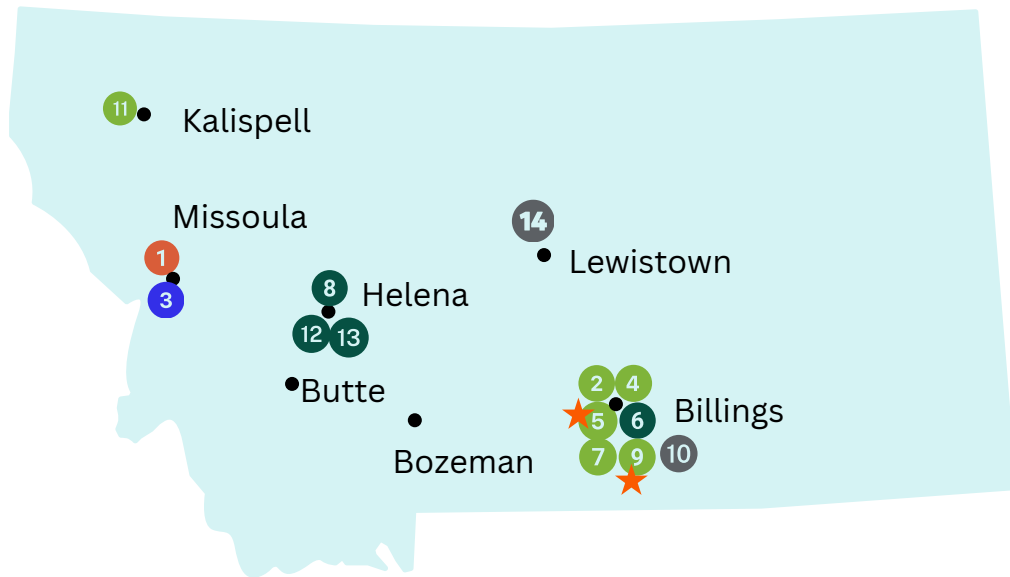 11
Kalispell
Missoula
14
1
Lewistown
3
8
Helena
12 13
Butte
2 4
Billings
5 6
Bozeman
7 9 10